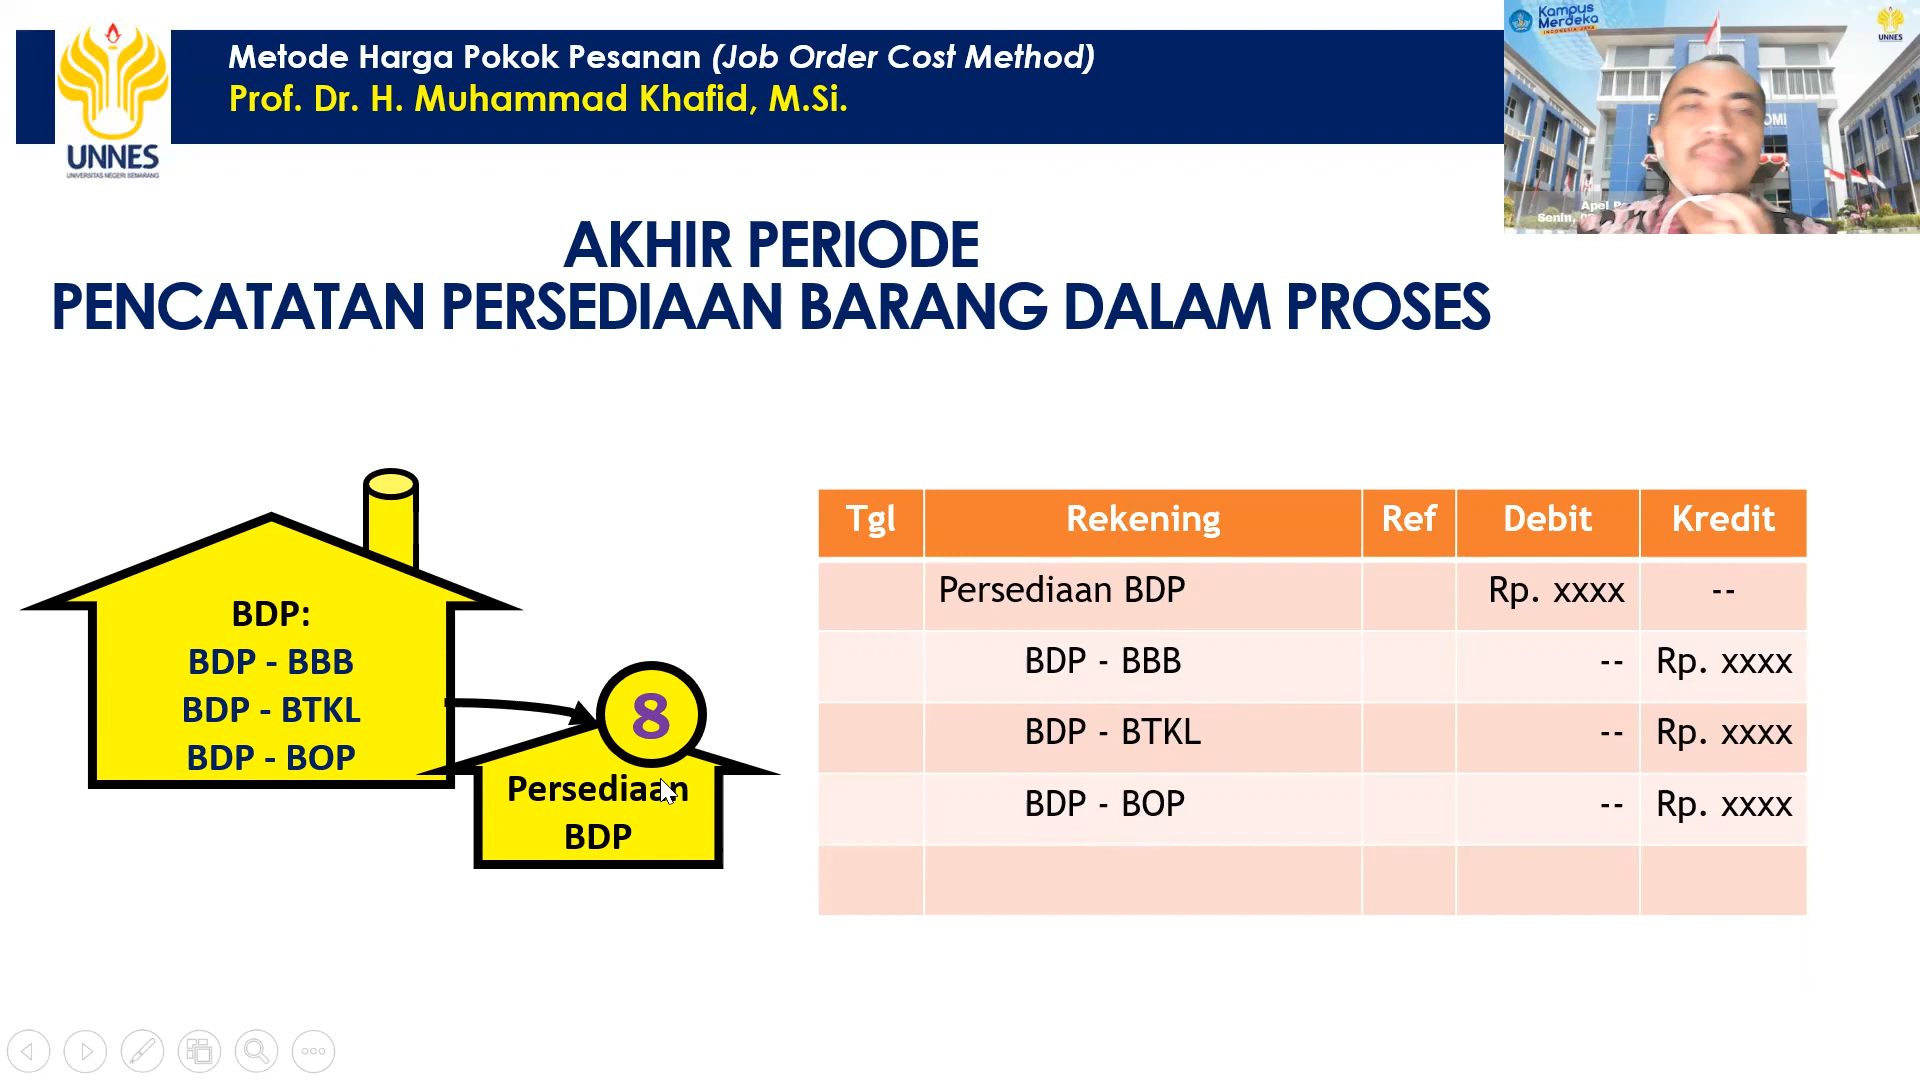 Metode Harga Pokok Pesanan (Job Order Cost Method)
Prof. Dr. H. Muhammad Khafid, M.Si.
UNNES
UNIVERSITAS NEGERI SEMARANG
Kampus
Merdeka
INDONESIA JAYA
UNNES
Senin,
AKHIR PERIODE
PENCATATAN PERSEDIAAN BARANG DALAM PROSES
BDP:
BDP - BBB
BDP - BTKL
BDP - BOP
8
Persediaan
BDP
Tgl Rekening Ref Debit Kredit
Persediaan BDP Rp. xxxx --
BDP - BBB -- Rp. xxxx
BDP - BTKL -- Rp. xxxx
BDP - BOP -- Rp. xxxx